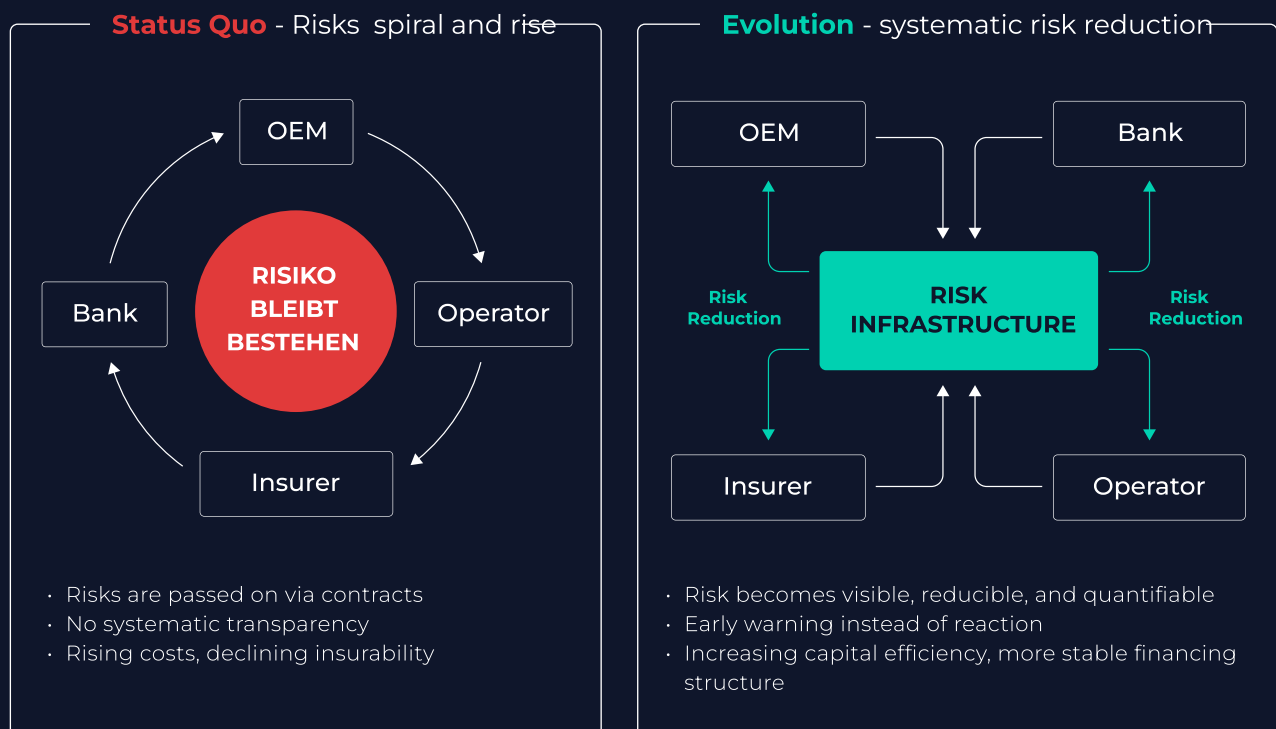 Status Quo - Risks  spiral and rise
OEM
RISIKO
BLEIBT
BESTEHEN
Bank
Operator
Insurer
· Risks are passed on via contracts
· No systematic transparency
· Rising costs, declining insurability
Evolution - systematic risk reduction
OEM
Bank
Risk
Reduction
RISK
INFRASTRUCTURE
Risk
Reduction
Insurer
Operator
· Risk becomes visible, reducible, and quantifiable
· Early warning instead of reaction
· Increasing capital efficiency, more stable financing
structure